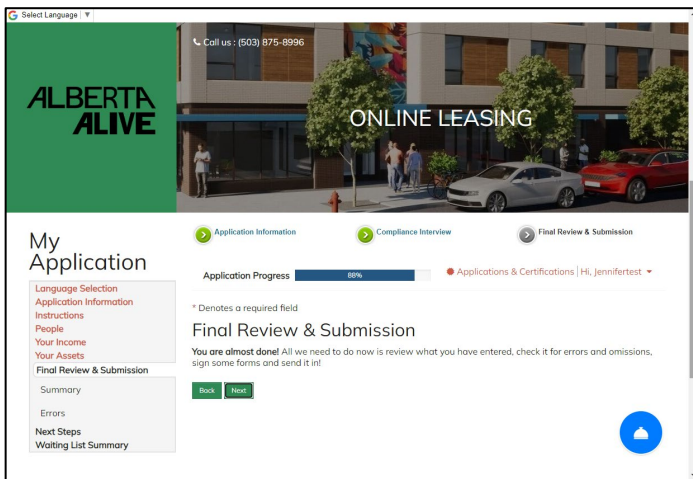 Select Language ▼
Call us : (503) 875-8996
ALBERTA
ALIVE
ONLINE LEASING
My
Application
Language Selection
Application Information
Instructions
People
Your Income
Your Assets
Final Review & Submission
Summary
Errors
Next Steps
Waiting List Summary
Application Information
Compliance Interview
Final Review & Submission
Application Progress 88%
Applications & Certifications | Hi, Jennifertest
* Denotes a required field
Final Review & Submission
You are almost done! All we need to do now is review what you have entered, check it for errors and omissions,
sign some forms and send it in!
Back Next